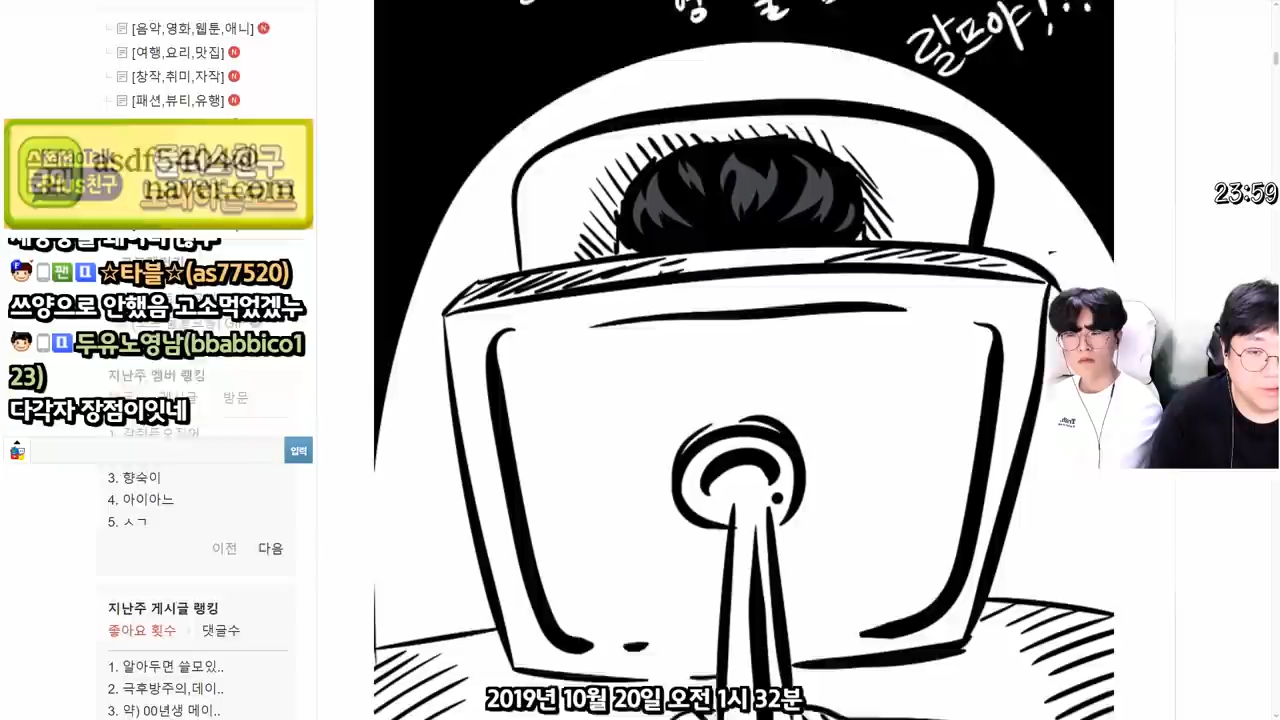 [음악,영화,웹툰,애니] N
[여행,요리,맛집] N
[창작,취미,자작] N
[패션,뷰티,유행] N
asdf5404@
naver.com
☆타블☆(as77520)
쓰양으로 안했음 고소먹었겠누
두유노영남(bbabbico1
23)
다각자 장점이잇네
지난주 멤버 랭킹
방문
입력
3. 향숙이
4. 아이아느
5. ㅅㄱ
이전 다음
지난주 게시글 랭킹
좋아요 횟수 댓글수
1. 알아두면 쓸모있..
2. 극후방주의,데이..
3. 약) 00년생 메이..
랄프야!..
23:59
2019년 10월 20일 오전 1시 32분